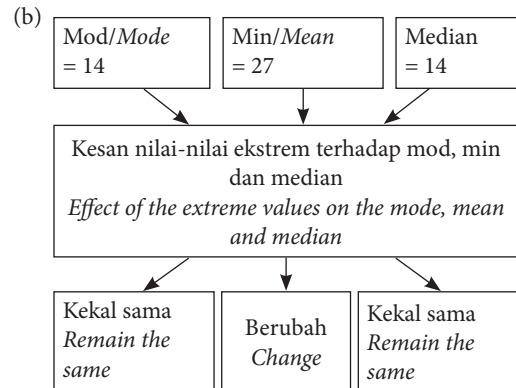 (b)
Mod/Mode
= 14
Min/Mean
= 27
Median
= 14
Kesan nilai-nilai ekstrem terhadap mod, min
dan median
Effect of the extreme values on the mode, mean
and median
Kekal sama
Remain the
same
Berubah
Change
Kekal sama
Remain the
same